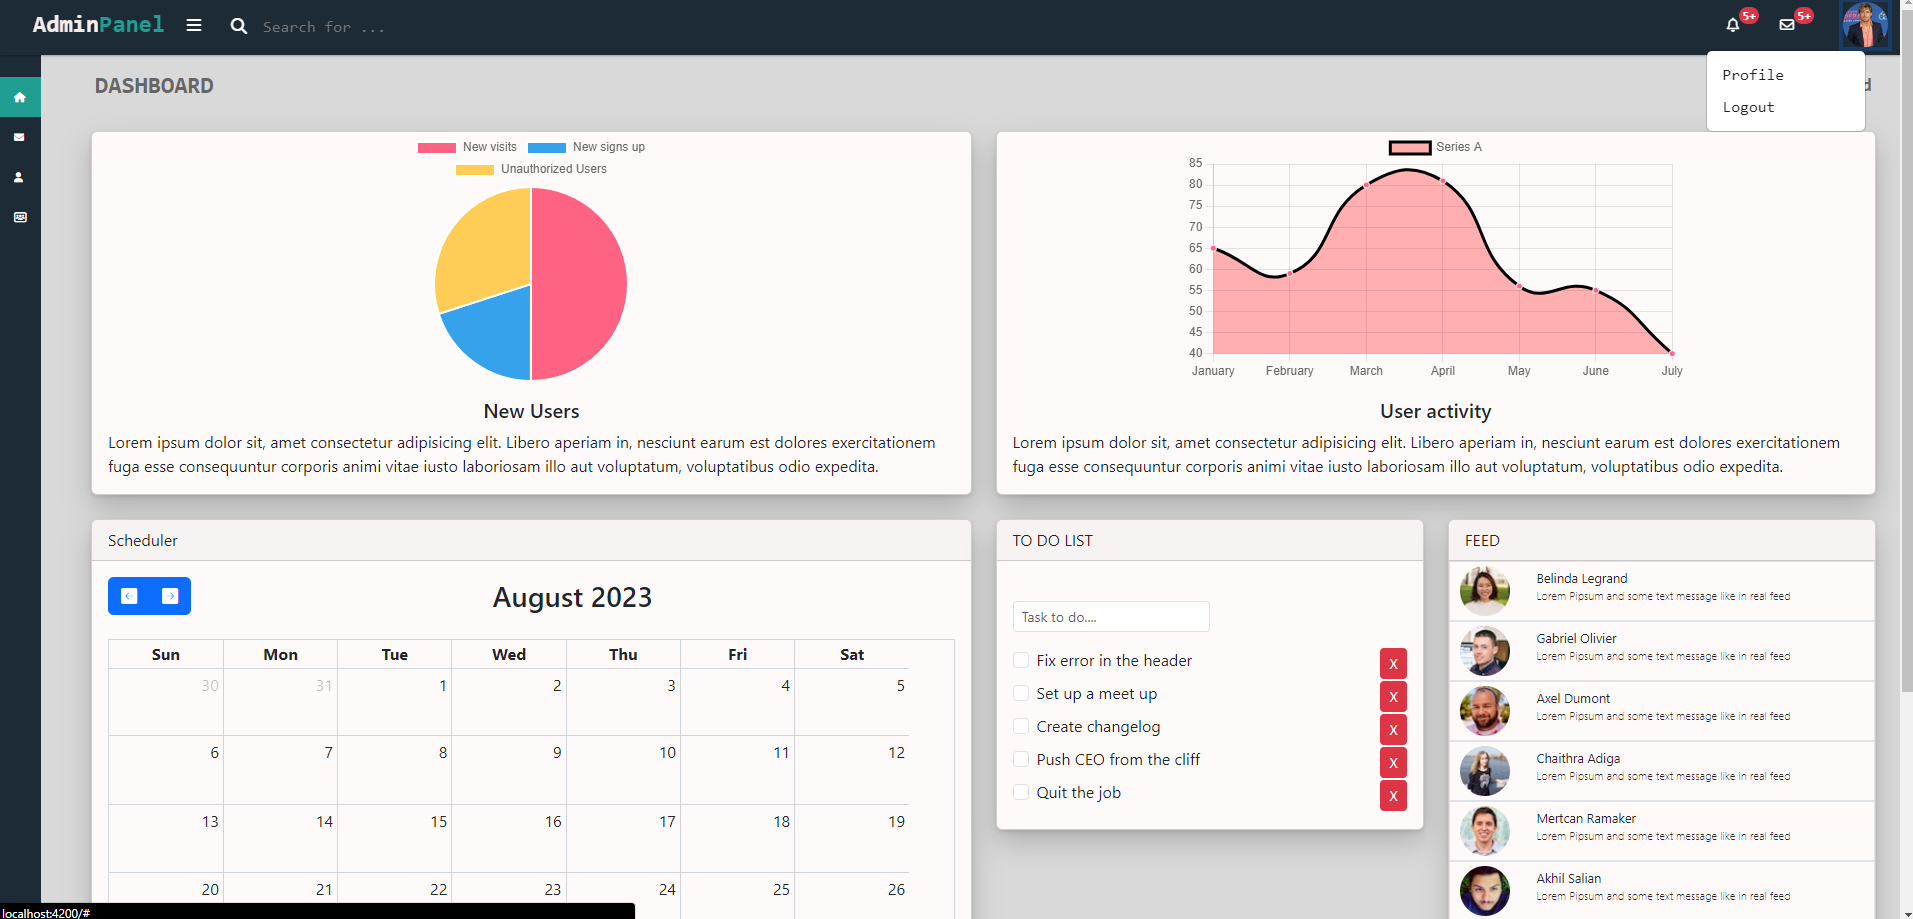 AdminPanel
Search for ...
5+
5+
Profile
Logout
DASHBOARD
d
New visits
New signs up
Unauthorized Users
New Users
Lorem ipsum dolor sit, amet consectetur adipisicing elit. Libero aperiam in, nesciunt earum est dolores exercitationem
fuga esse consequuntur corporis animi vitae iusto laboriosam illo aut voluptatum, voluptatibus odio expedita.
Series A
85
80
75
70
65
60
55
50
45
40
January February March April May June July
User activity
Lorem ipsum dolor sit, amet consectetur adipisicing elit. Libero aperiam in, nesciunt earum est dolores exercitationem
fuga esse consequuntur corporis animi vitae iusto laboriosam illo aut voluptatum, voluptatibus odio expedita.
Scheduler
August 2023
Sun Mon Tue Wed Thu Fri Sat
30 31 1 2 3 4 5
6 7 8 9 10 11 12
13 14 15 16 17 18 19
20 21 22 23 24 25 26
TO DO LIST
Task to do....
Fix error in the header X
Set up a meet up X
Create changelog X
Push CEO from the cliff X
Quit the job X
FEED
Belinda Legrand
Lorem Pipsum and some text message like in real feed
Gabriel Olivier
Lorem Pipsum and some text message like in real feed
Axel Dumont
Lorem Pipsum and some text message like in real feed
Chaithra Adiga
Lorem Pipsum and some text message like in real feed
Mertcan Ramaker
Lorem Pipsum and some text message like in real feed
Akhil Salian
Lorem Pipsum and some text message like in real feed
localhost:4200/#